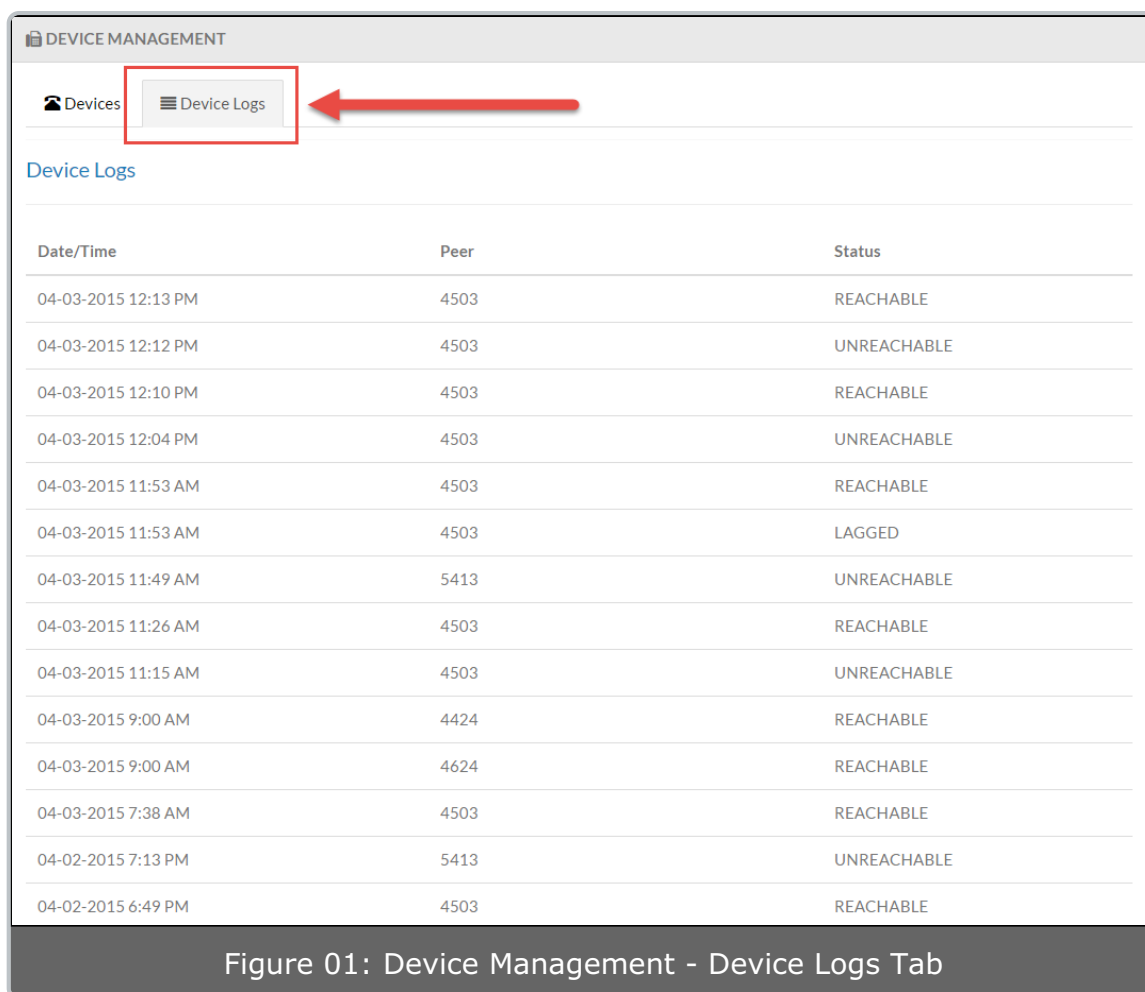 DEVICE MANAGEMENT
Devices Device Logs
Device Logs
Date/Time Peer Status
04-03-2015 12:13 PM 4503 REACHABLE
04-03-2015 12:12 PM 4503 UNREACHABLE
04-03-2015 12:10 PM 4503 REACHABLE
04-03-2015 12:04 PM 4503 UNREACHABLE
04-03-2015 11:53 AM 4503 REACHABLE
04-03-2015 11:53 AM 4503 LAGGED
04-03-2015 11:49 AM 5413 UNREACHABLE
04-03-2015 11:26 AM 4503 REACHABLE
04-03-2015 11:15 AM 4503 UNREACHABLE
04-03-2015 9:00 AM 4424 REACHABLE
04-03-2015 9:00 AM 4624 REACHABLE
04-03-2015 7:38 AM 4503 REACHABLE
04-02-2015 7:13 PM 5413 UNREACHABLE
04-02-2015 6:49 PM 4503 REACHABLE
Figure 01: Device Management - Device Logs Tab